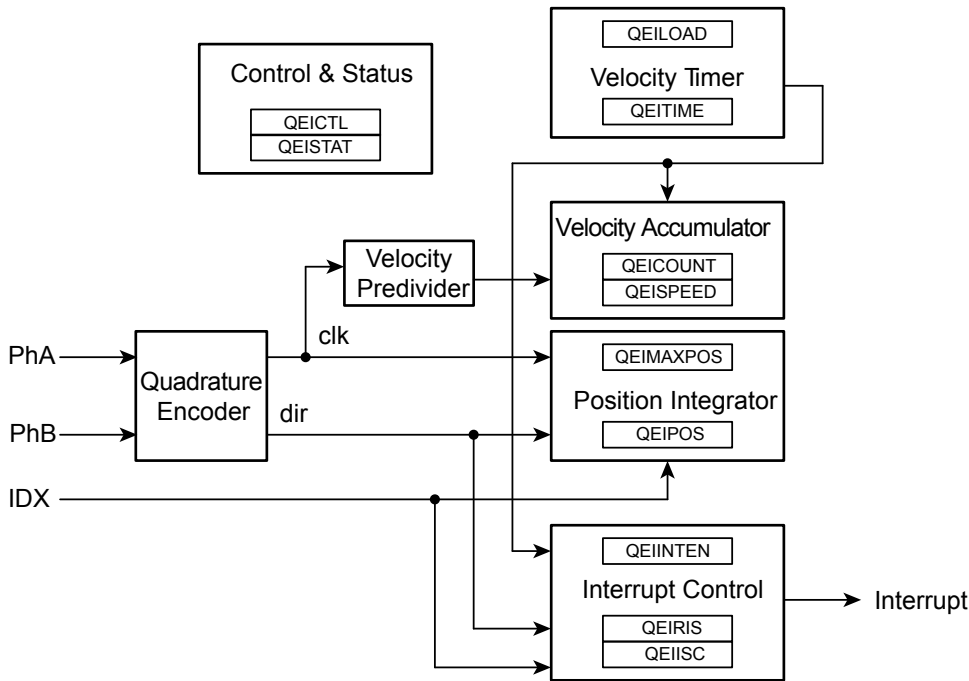 QEILOAD
Velocity Timer
QEITIME
Control & Status
QEICTL
QEISTAT
Velocity Accumulator
QEICOUNT
QEISPEED
Velocity
Predivider
clk
PhA
PhB
IDX
Quadrature
Encoder
dir
QEIMAXPOS
Position Integrator
QEIPOS
QEIINTEN
Interrupt Control
QEIRIS
QEIISC
Interrupt